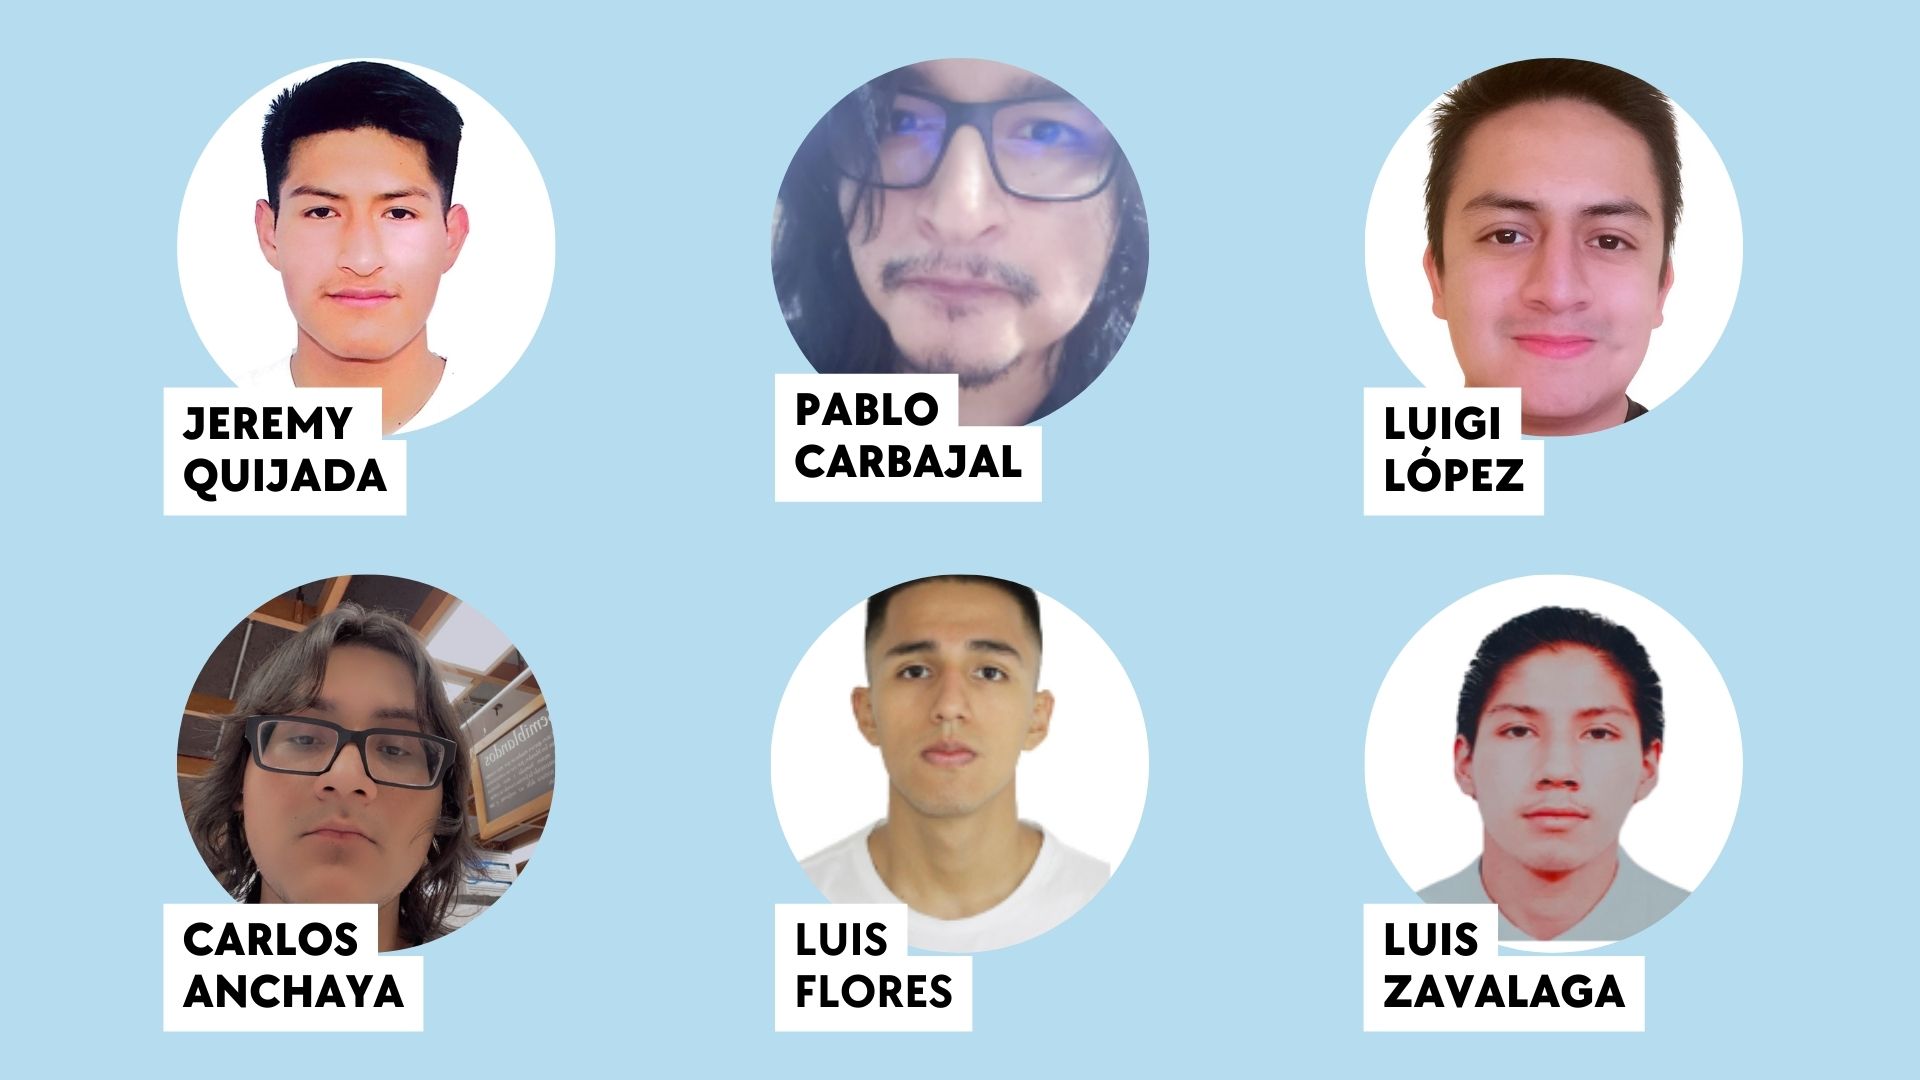 JEREMY
QUIJADA
PABLO
CARBAJAL
LUIGI
LÓPEZ
CARLOS
ANCHAYA
LUIS
FLORES
LUIS
ZAVALAGA